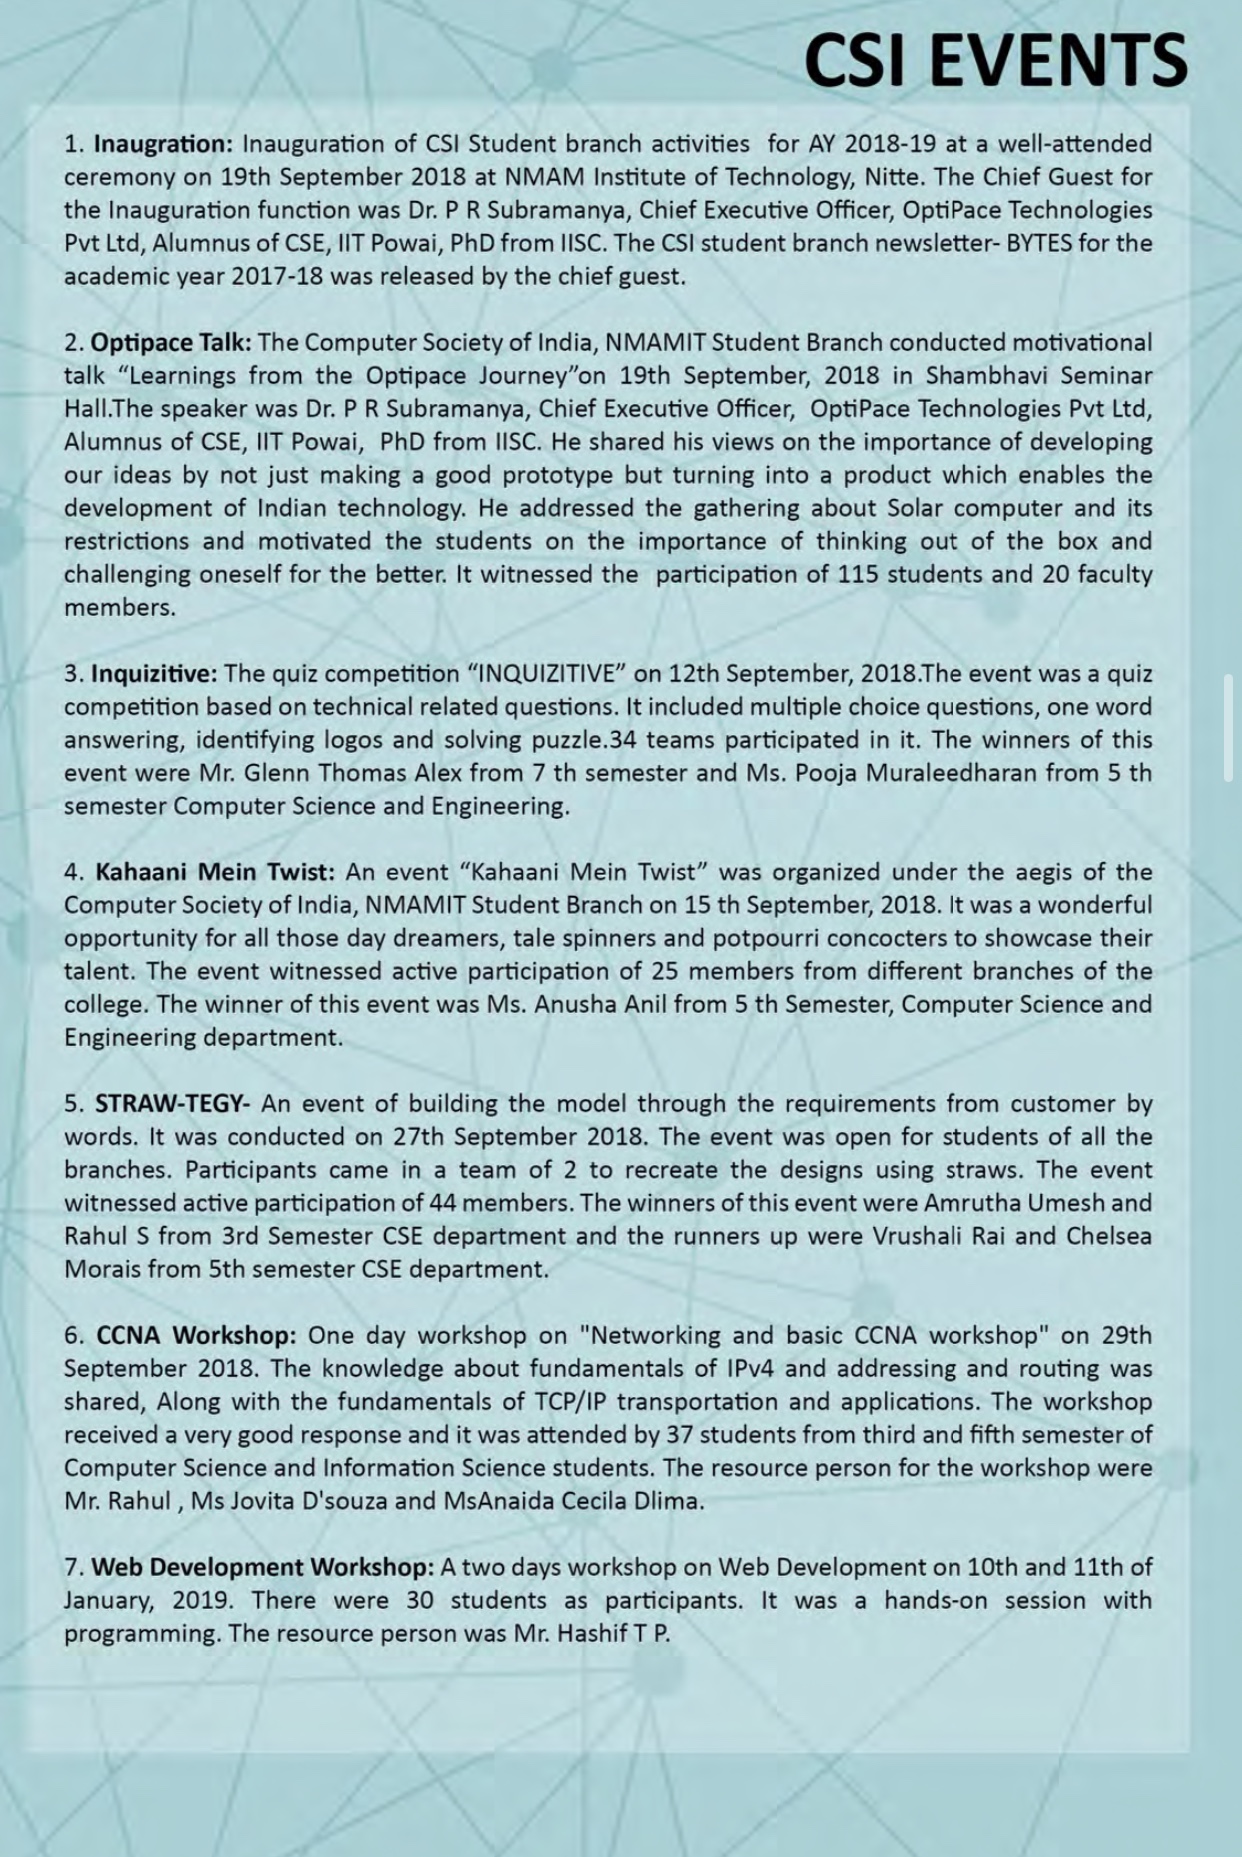 CSI EVENTS
1. Inaugration: Inauguration of CSI Student branch activities for AY 2018-19 at a well-attended
ceremony on 19th September 2018 at NMAM Institute of Technology, Nitte. The Chief Guest for
the Inauguration function was Dr. P R Subramanya, Chief Executive Officer, OptiPace Technologies
Pvt Ltd, Alumnus of CSE, IIT Powai, PhD from IISC. The CSI student branch newsletter- BYTES for the
academic year 2017-18 was released by the chief guest.
2. Optipace Talk: The Computer Society of India, NMAMIT Student Branch conducted motivational
talk “Learnings from the Optipace Journey”on 19th September, 2018 in Shambhavi Seminar
Hall.The speaker was Dr. P R Subramanya, Chief Executive Officer, OptiPace Technologies Pvt Ltd,
Alumnus of CSE, IIT Powai, PhD from IISC. He shared his views on the importance of developing
our ideas by not just making a good prototype but turning into a product which enables the
development of Indian technology. He addressed the gathering about Solar computer and its
restrictions and motivated the students on the importance of thinking out of the box and
challenging oneself for the better. It witnessed the participation of 115 students and 20 faculty
members.
3. Inquizitive: The quiz competition “INQUIZITIVE” on 12th September, 2018.The event was a quiz
competition based on technical related questions. It included multiple choice questions, one word
answering, identifying logos and solving puzzle.34 teams participated in it. The winners of this
event were Mr. Glenn Thomas Alex from 7 th semester and Ms. Pooja Muraleedharan from 5 th
semester Computer Science and Engineering.
4. Kahaani Mein Twist: An event “Kahaani Mein Twist” was organized under the aegis of the
Computer Society of India, NMAMIT Student Branch on 15 th September, 2018. It was a wonderful
opportunity for all those day dreamers, tale spinners and potpourri concocters to showcase their
talent. The event witnessed active participation of 25 members from different branches of the
college. The winner of this event was Ms. Anusha Anil from 5 th Semester, Computer Science and
Engineering department.
5. STRAW-TEGY- An event of building the model through the requirements from customer by
words. It was conducted on 27th September 2018. The event was open for students of all the
branches. Participants came in a team of 2 to recreate the designs using straws. The event
witnessed active participation of 44 members. The winners of this event were Amrutha Umesh and
Rahul S from 3rd Semester CSE department and the runners up were Vrushali Rai and Chelsea
Morais from 5th semester CSE department.
6. CCNA Workshop: One day workshop on "Networking and basic CCNA workshop" on 29th
September 2018. The knowledge about fundamentals of IPv4 and addressing and routing was
shared, Along with the fundamentals of TCP/IP transportation and applications. The workshop
received a very good response and it was attended by 37 students from third and fifth semester of
Computer Science and Information Science students. The resource person for the workshop were
Mr. Rahul , Ms Jovita D'souza and MsAnaida Cecila Dlima.
7. Web Development Workshop: A two days workshop on Web Development on 10th and 11th of
January, 2019. There were 30 students as participants. It was a hands-on session with
programming. The resource person was Mr. Hashif T P.